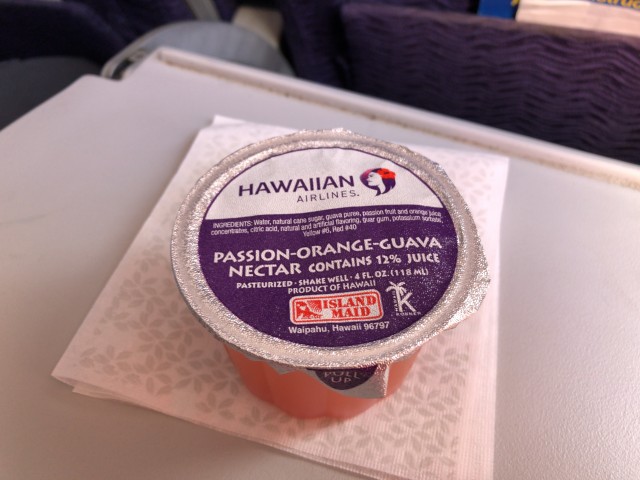 HAWAIIAN
AIRLINES.
INGREDIENTS: Water, natural cane sugar, guava puree, passion fruit and orange juice
concentrates, citric acid, natural and artificial flavoring, guar gum, potassium sorbate,
Yellow #6, Red #40
PASSION-ORANGE-GUAVA
NECTAR CONTAINS 12% JUICE
PASTEURIZED · SHAKE WELL · 4 FL. OZ. (118 ML)
PRODUCT OF HAWAII
ISLAND
MAID
K
KOSHER
Waipahu, Hawaii 96797
PULL
UP